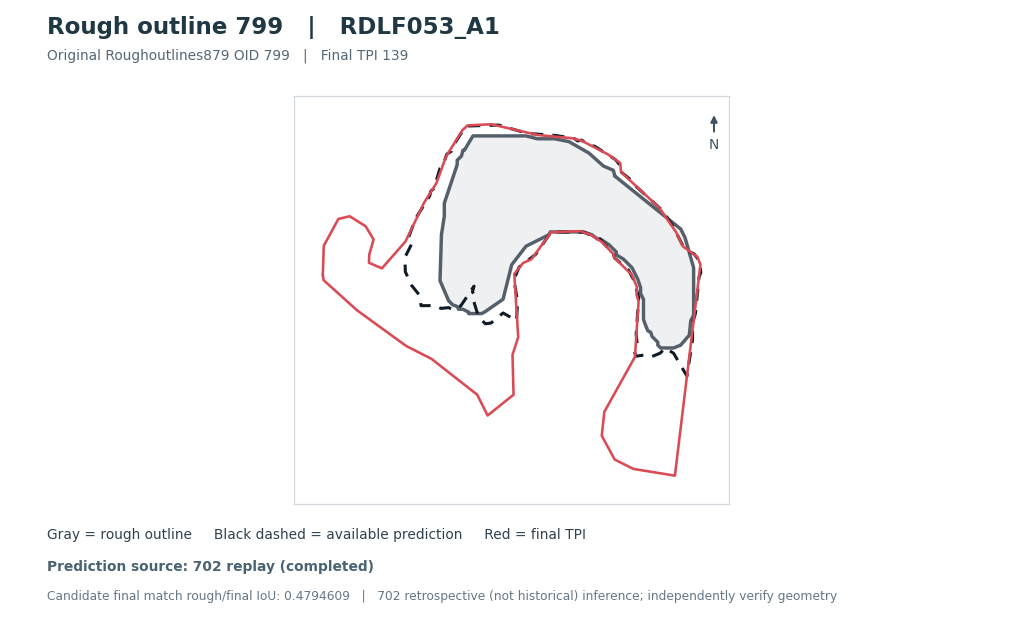 Rough outline 799   |   RDLF053_A1
Original Roughoutlines879 OID 799   |   Final TPI 139
N
Gray = rough outline     Black dashed = available prediction     Red = final TPI
Prediction source: 702 replay (completed)
Candidate final match rough/final IoU: 0.4794609   |   702 retrospective (not historical) inference; independently verify geometry